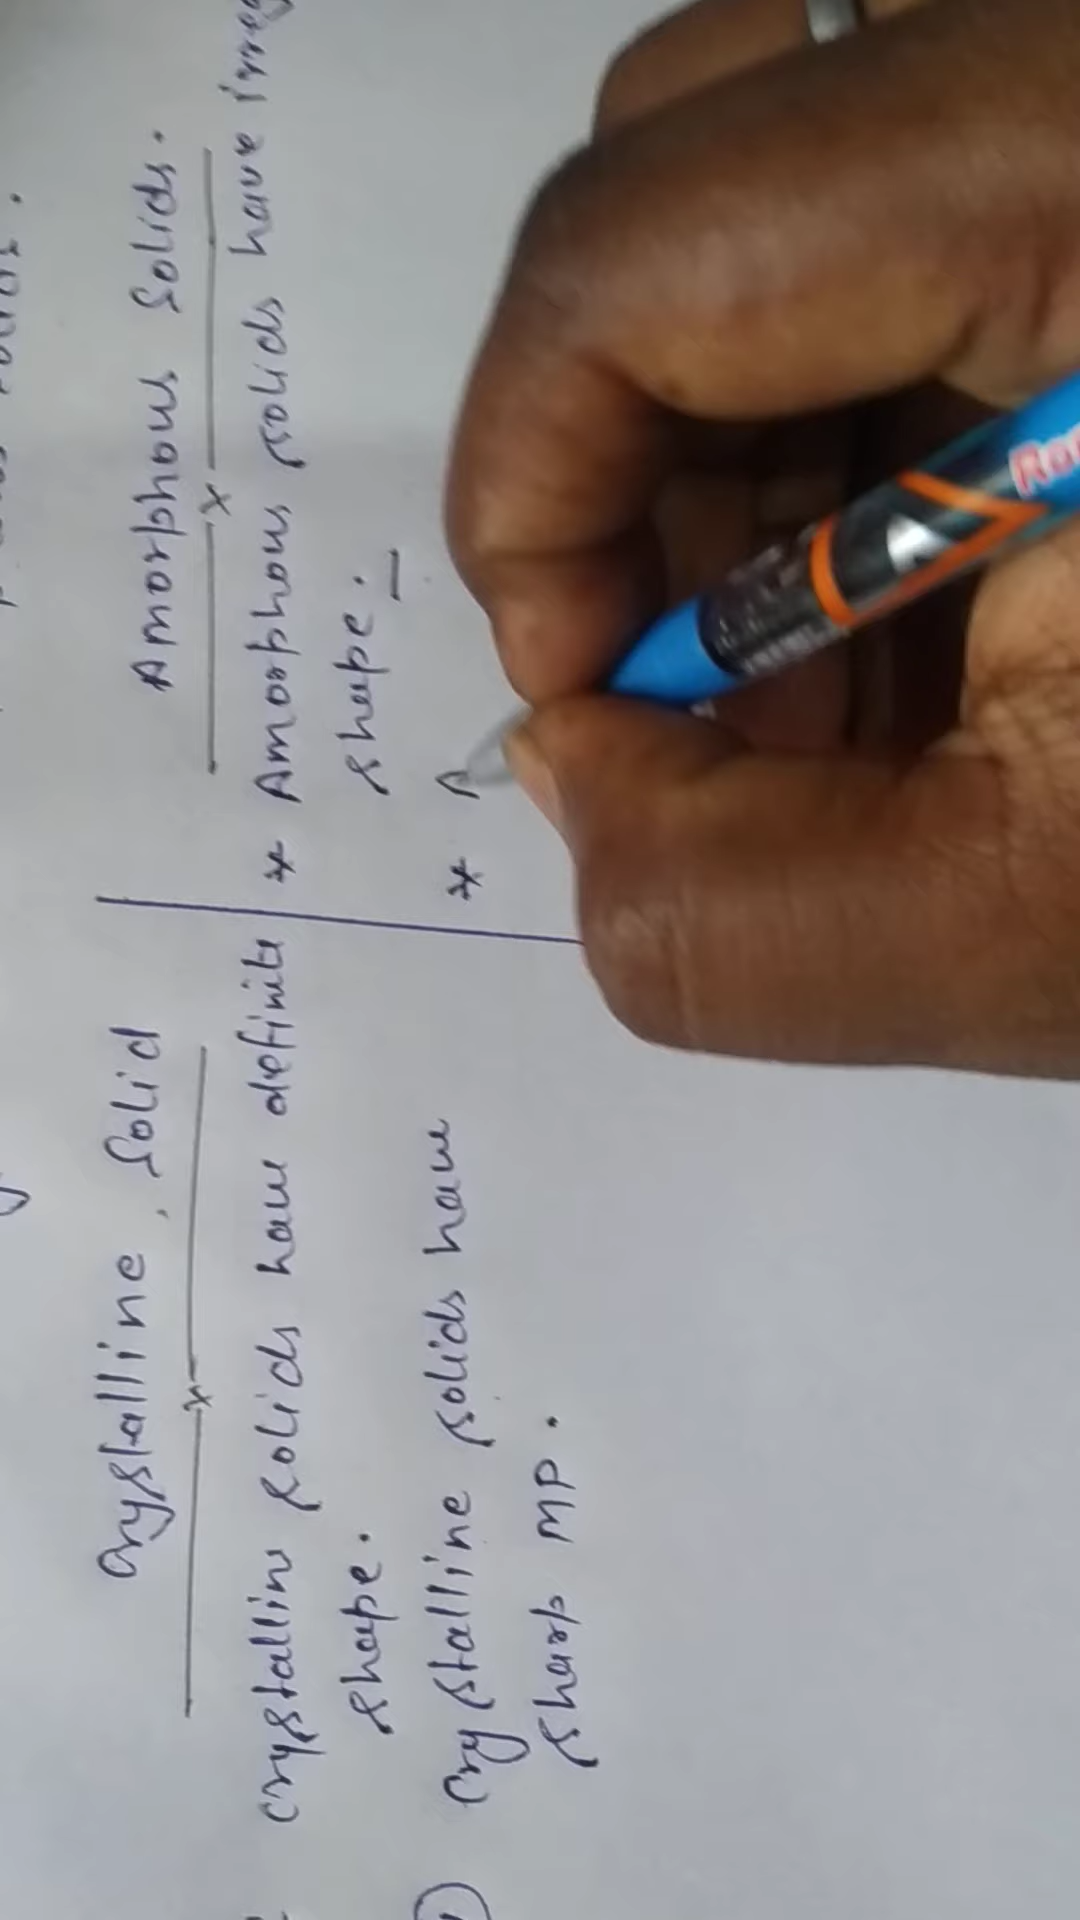 Crystalline Solid
Amorphous Solids.
crystallin solids have definite
* Amorphous solids have
shape.
shape.
Crystalline solids have
* A
sharp MP.